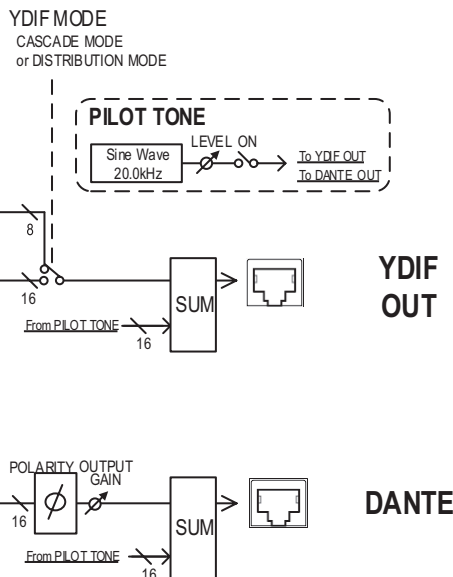 YDIF MODE
CASCADE MODE
or DISTRIBUTION MODE
PILOT TONE
LEVEL ON
Sine Wave
20.0kHz
To YDIF OUT
To DANTE OUT
8
16
SUM
From PILOT TONE
16
YDIF
OUT
POLARITY OUTPUT
GAIN
16
SUM
From PILOT TONE
16
DANTE